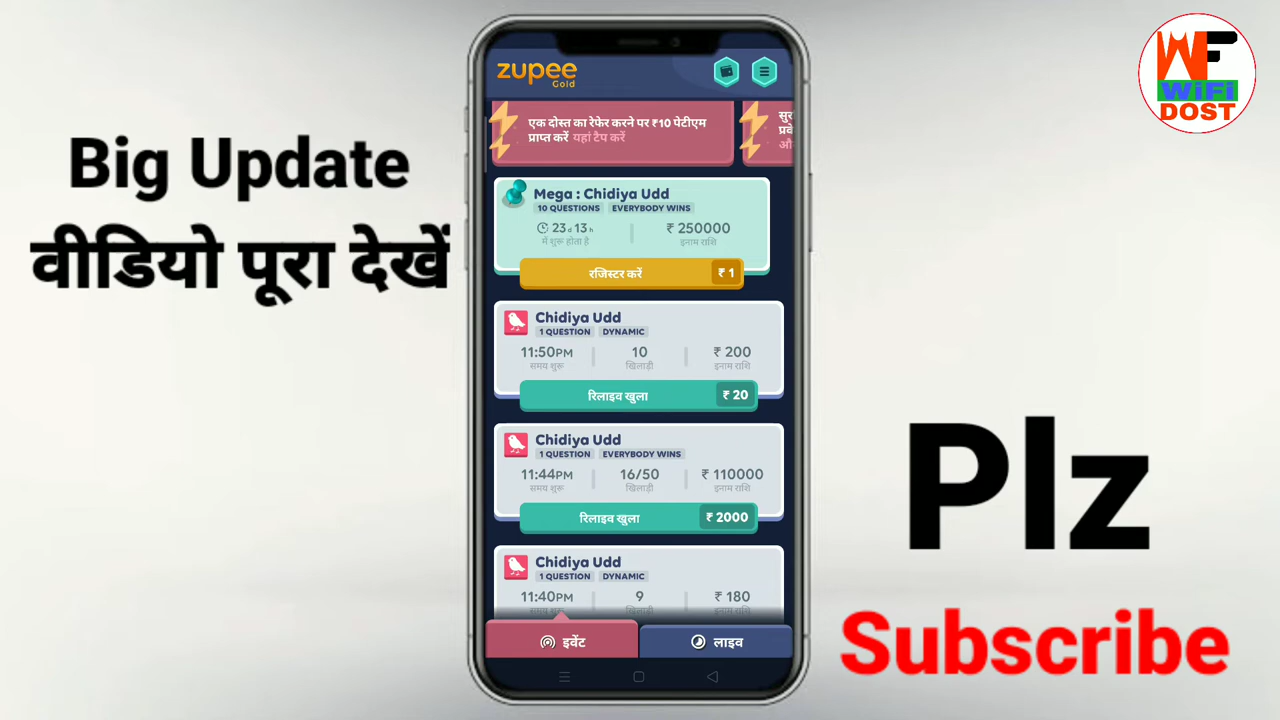 Big Update
वीडियो पूरा देखें
zupee
Gold
एक दोस्त का रेफेर करने पर ₹10 पेटीएम
प्राप्त करें यहां टैप करें
Mega : Chidiya Udd
10 QUESTIONS EVERYBODY WINS
23d 13h
₹ 250000
में शुरू होता है
इनाम राशि
रजिस्टर करें ₹ 1
Chidiya Udd
1 QUESTION DYNAMIC
11:50PM 10 ₹ 200
समय शुरू खिलाड़ी इनाम राशि
रिलाइव खुला ₹ 20
Chidiya Udd
1 QUESTION EVERYBODY WINS
11:44PM 16/50 ₹ 110000
समय शुरू खिलाड़ी इनाम राशि
रिलाइव खुला ₹ 2000
Chidiya Udd
1 QUESTION DYNAMIC
11:40PM 9 ₹ 180
समय शुरू खिलाड़ी इनाम राशि
इवेंट लाइव
WF
WiFi
DOST
Plz
Subscribe